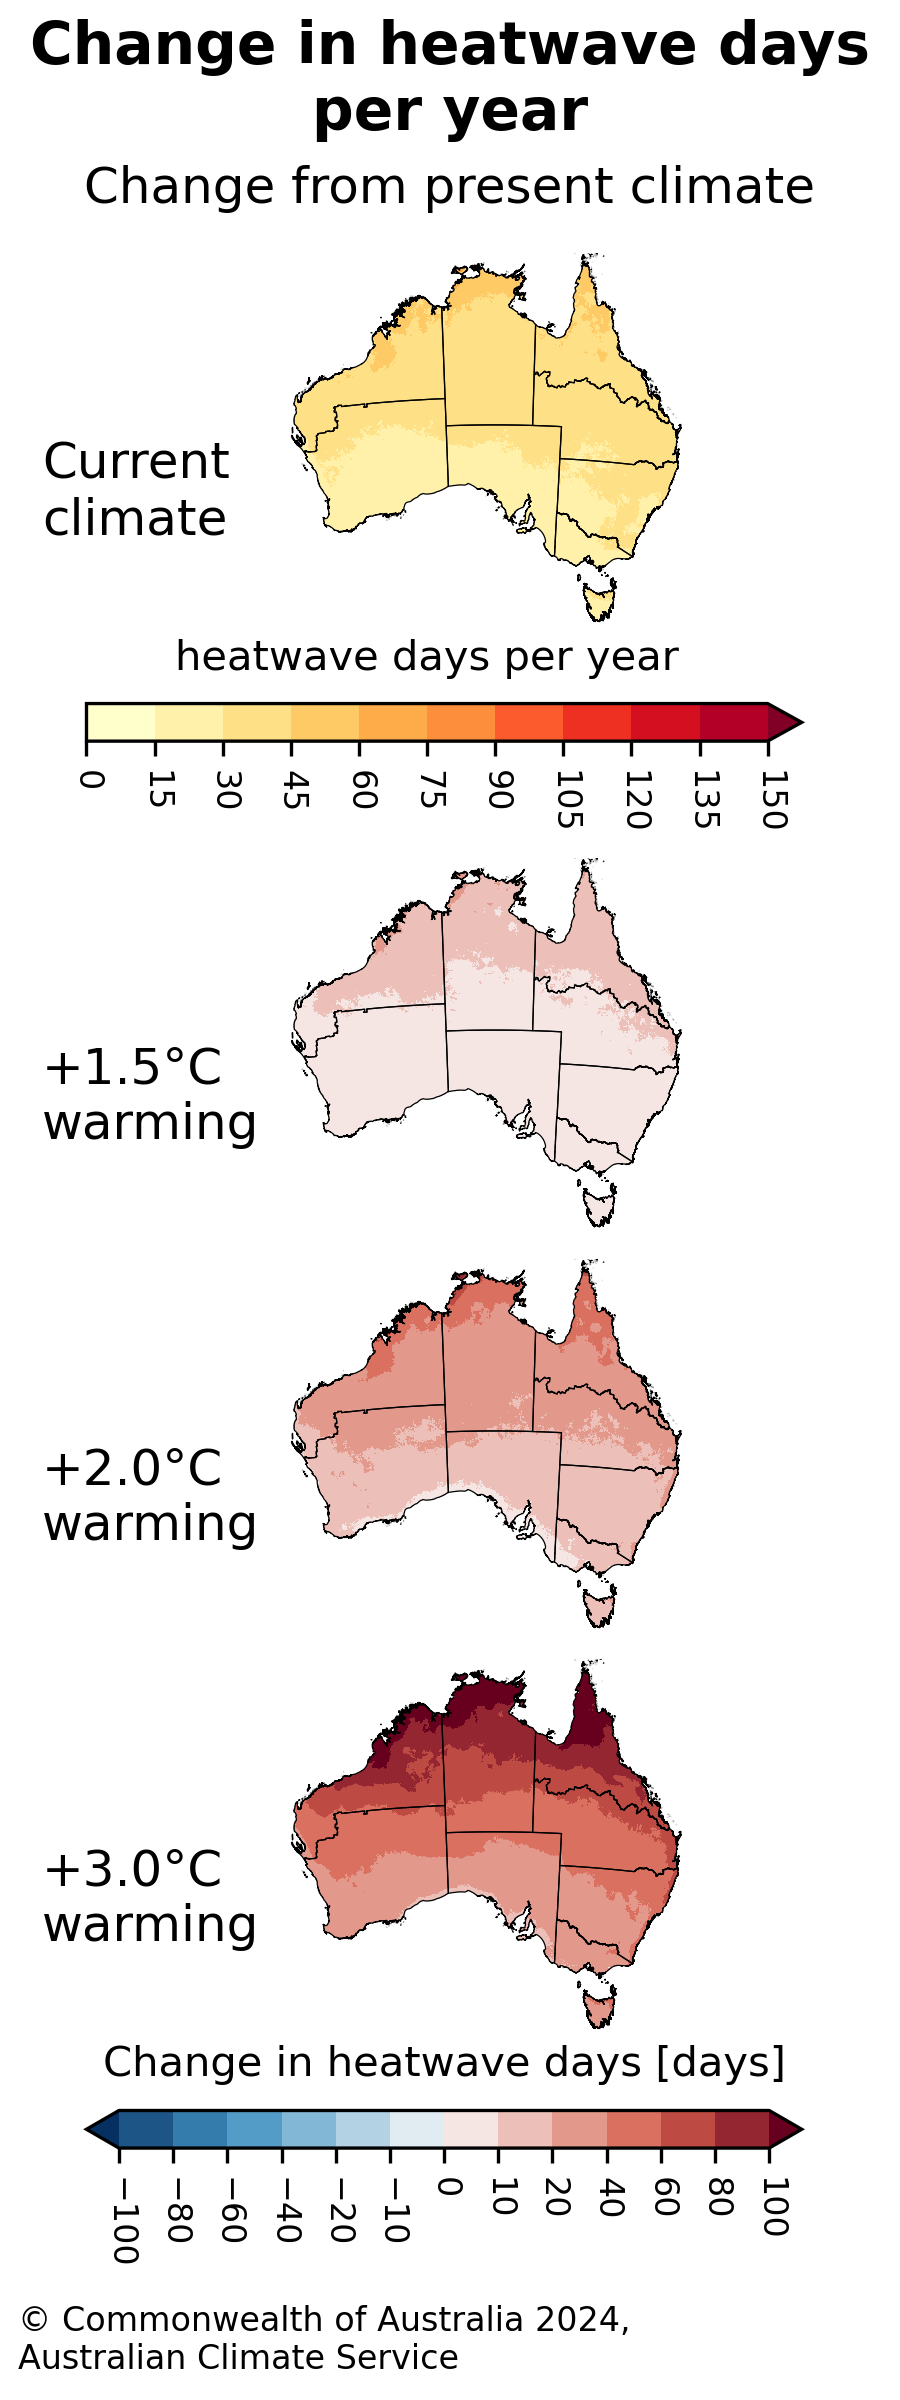 Change in heatwave days
per year
Change from present climate
Current
climate
heatwave days per year
0 15 30 45 60 75 90 105 120 135 150
+1.5°C
warming
+2.0°C
warming
+3.0°C
warming
Change in heatwave days [days]
−100 −80 −60 −40 −20 −10 0 10 20 40 60 80 100
© Commonwealth of Australia 2024,
Australian Climate Service